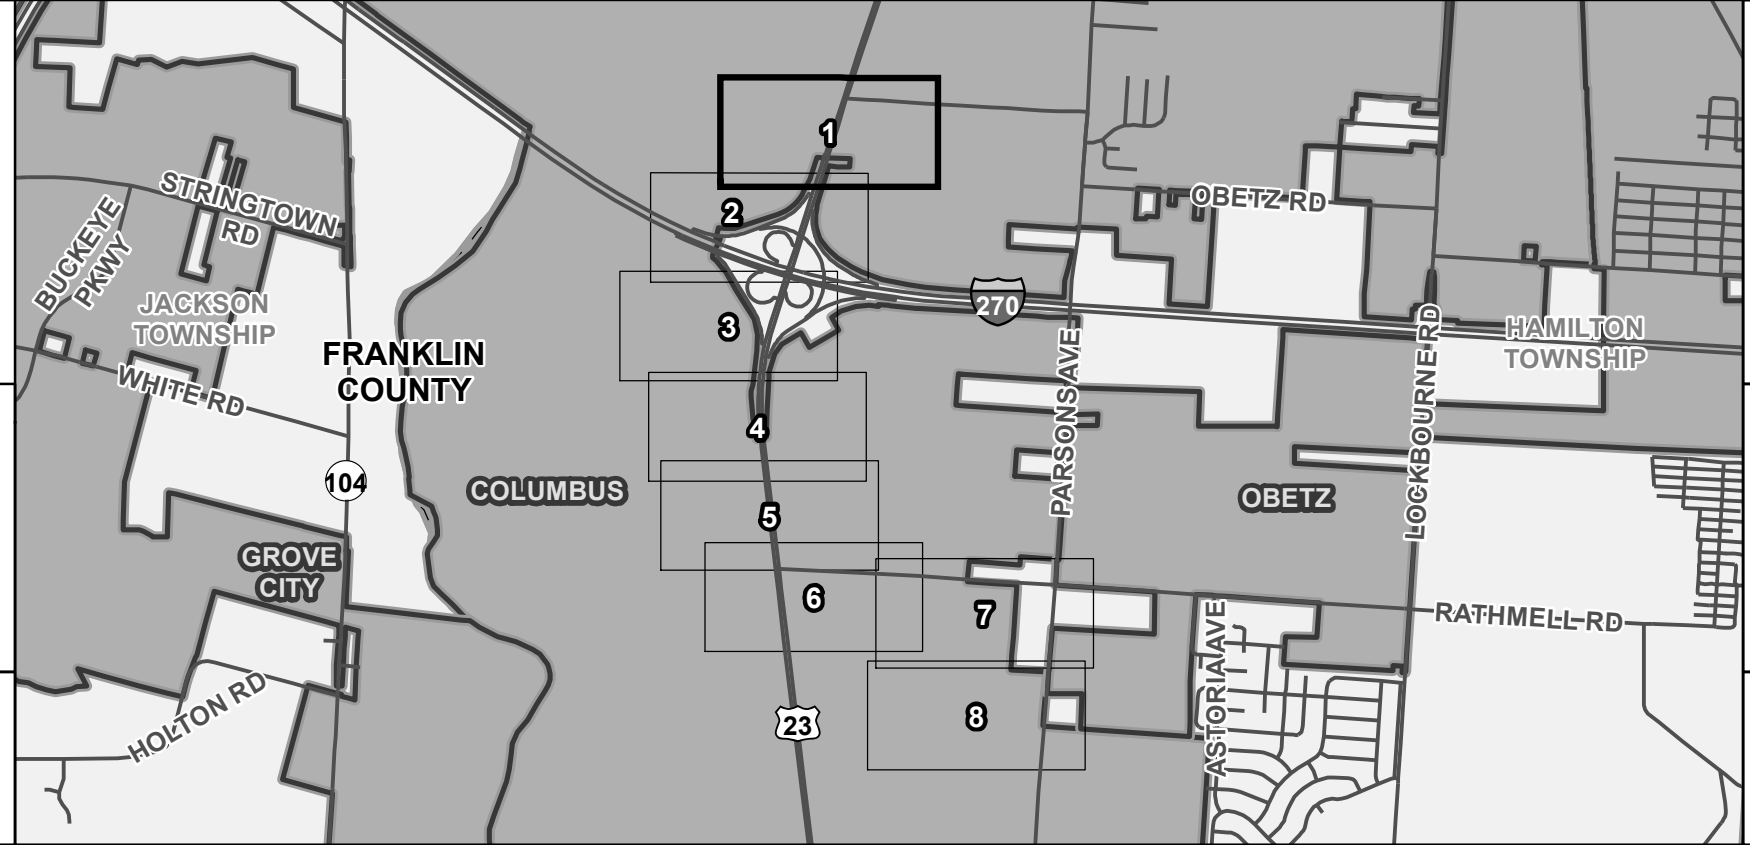 1
STRINGTOWN
RD
OBETZ RD
2
BUCKEYE
PKWY
JACKSON
TOWNSHIP
270
3
HAMILTON
TOWNSHIP
FRANKLIN
COUNTY
WHITE RD
PARSONS AVE
LOCKBOURNE RD
4
104
COLUMBUS
OBETZ
5
GROVE
CITY
6
7
RATHMELL RD
ASTORIA AVE
HOLTON RD
23
8